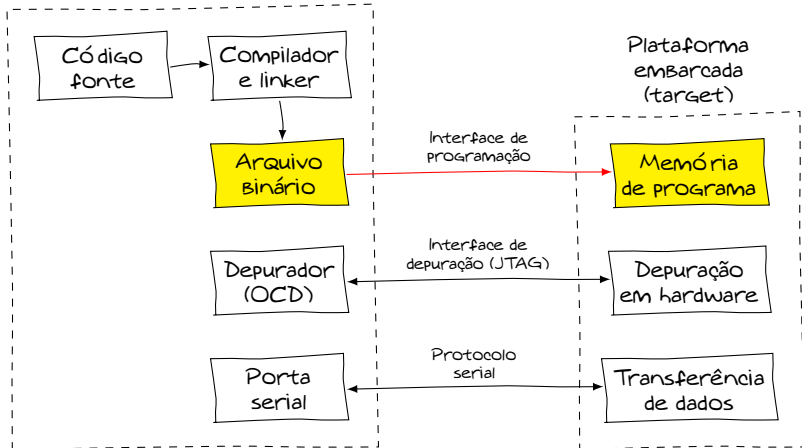 Código
fonte
Compilador
e linker
Plataforma
embarcada
(target)
Arquivo
binário
Interface de
programação
Memória
de programa
Depurador
(OCD)
Interface de
depuração (JTAG)
Depuração
em hardware
Porta
serial
Protocolo
serial
Transferência
de dados